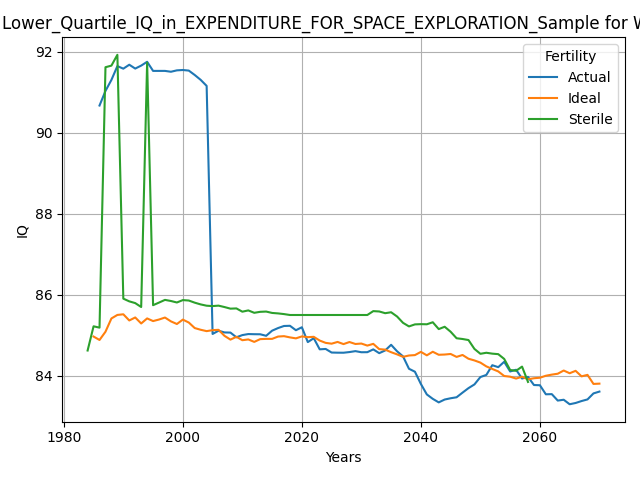 Lower_Quartile_IQ_in_EXPENDITURE_FOR_SPACE_EXPLORATION_Sample for W
Fertility
Actual
Ideal
Sterile
92
90
88
86
84
IQ
1980
2000
2020
2040
2060
Years